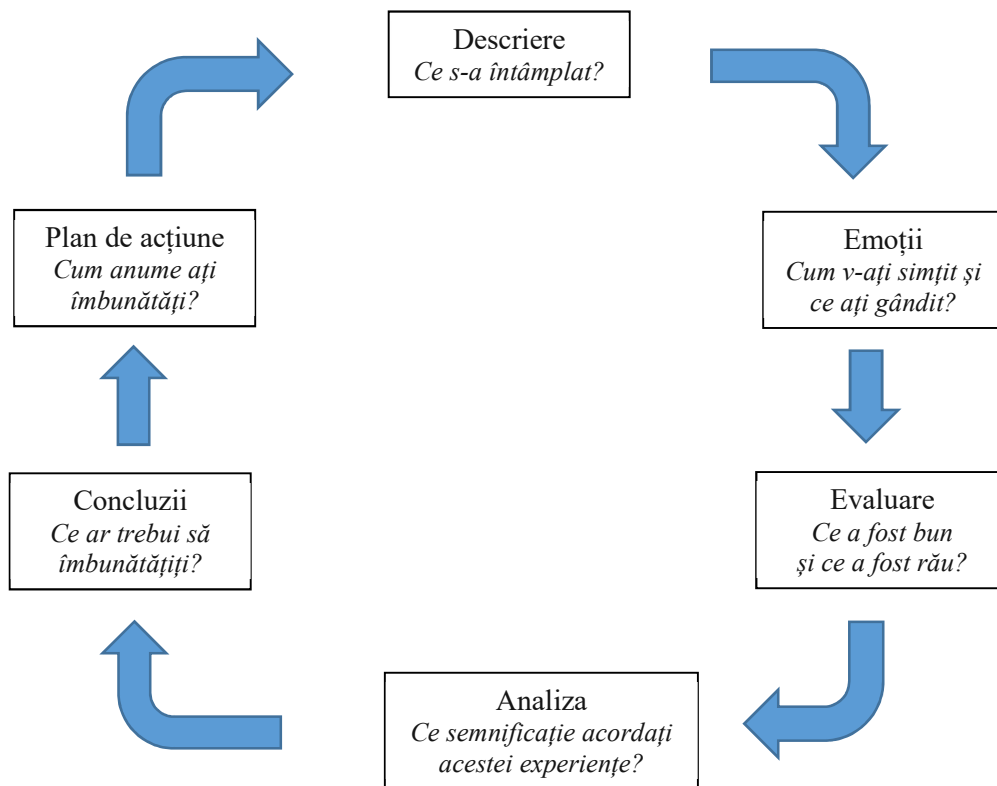 Descriere
Ce s-a întâmplat?
Emoții
Cum v-ați simțit și
ce ați gândit?
Evaluare
Ce a fost bun
și ce a fost rău?
Analiza
Ce semnificație acordați
acestei experiențe?
Concluzii
Ce ar trebui să
îmbunătățiți?
Plan de acțiune
Cum anume ați
îmbunătăți?